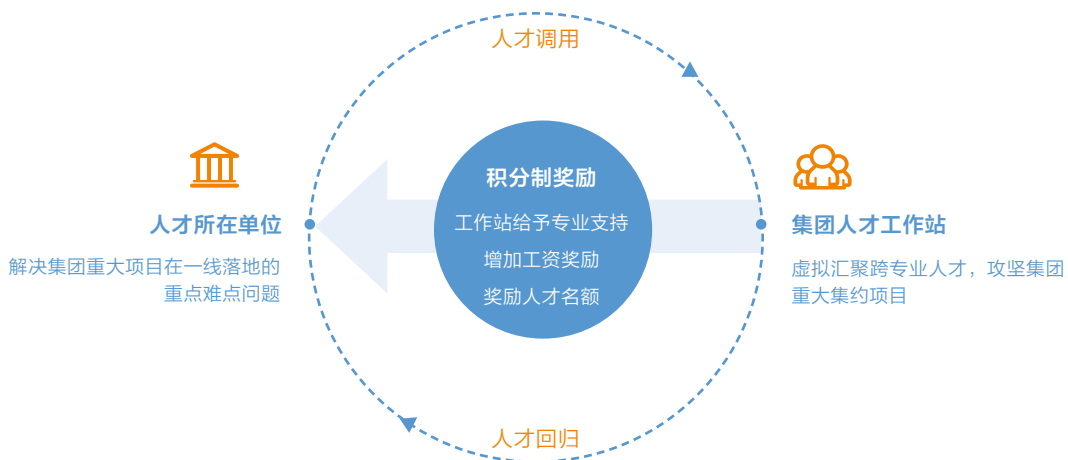 人才调用
人才所在单位
解决集团重大项目在一线落地的
重点难点问题
积分制奖励
工作站给予专业支持
增加工资奖励
奖励人才名额
集团人才工作站
虚拟汇聚跨专业人才，攻坚集团
重大集约项目
人才回归